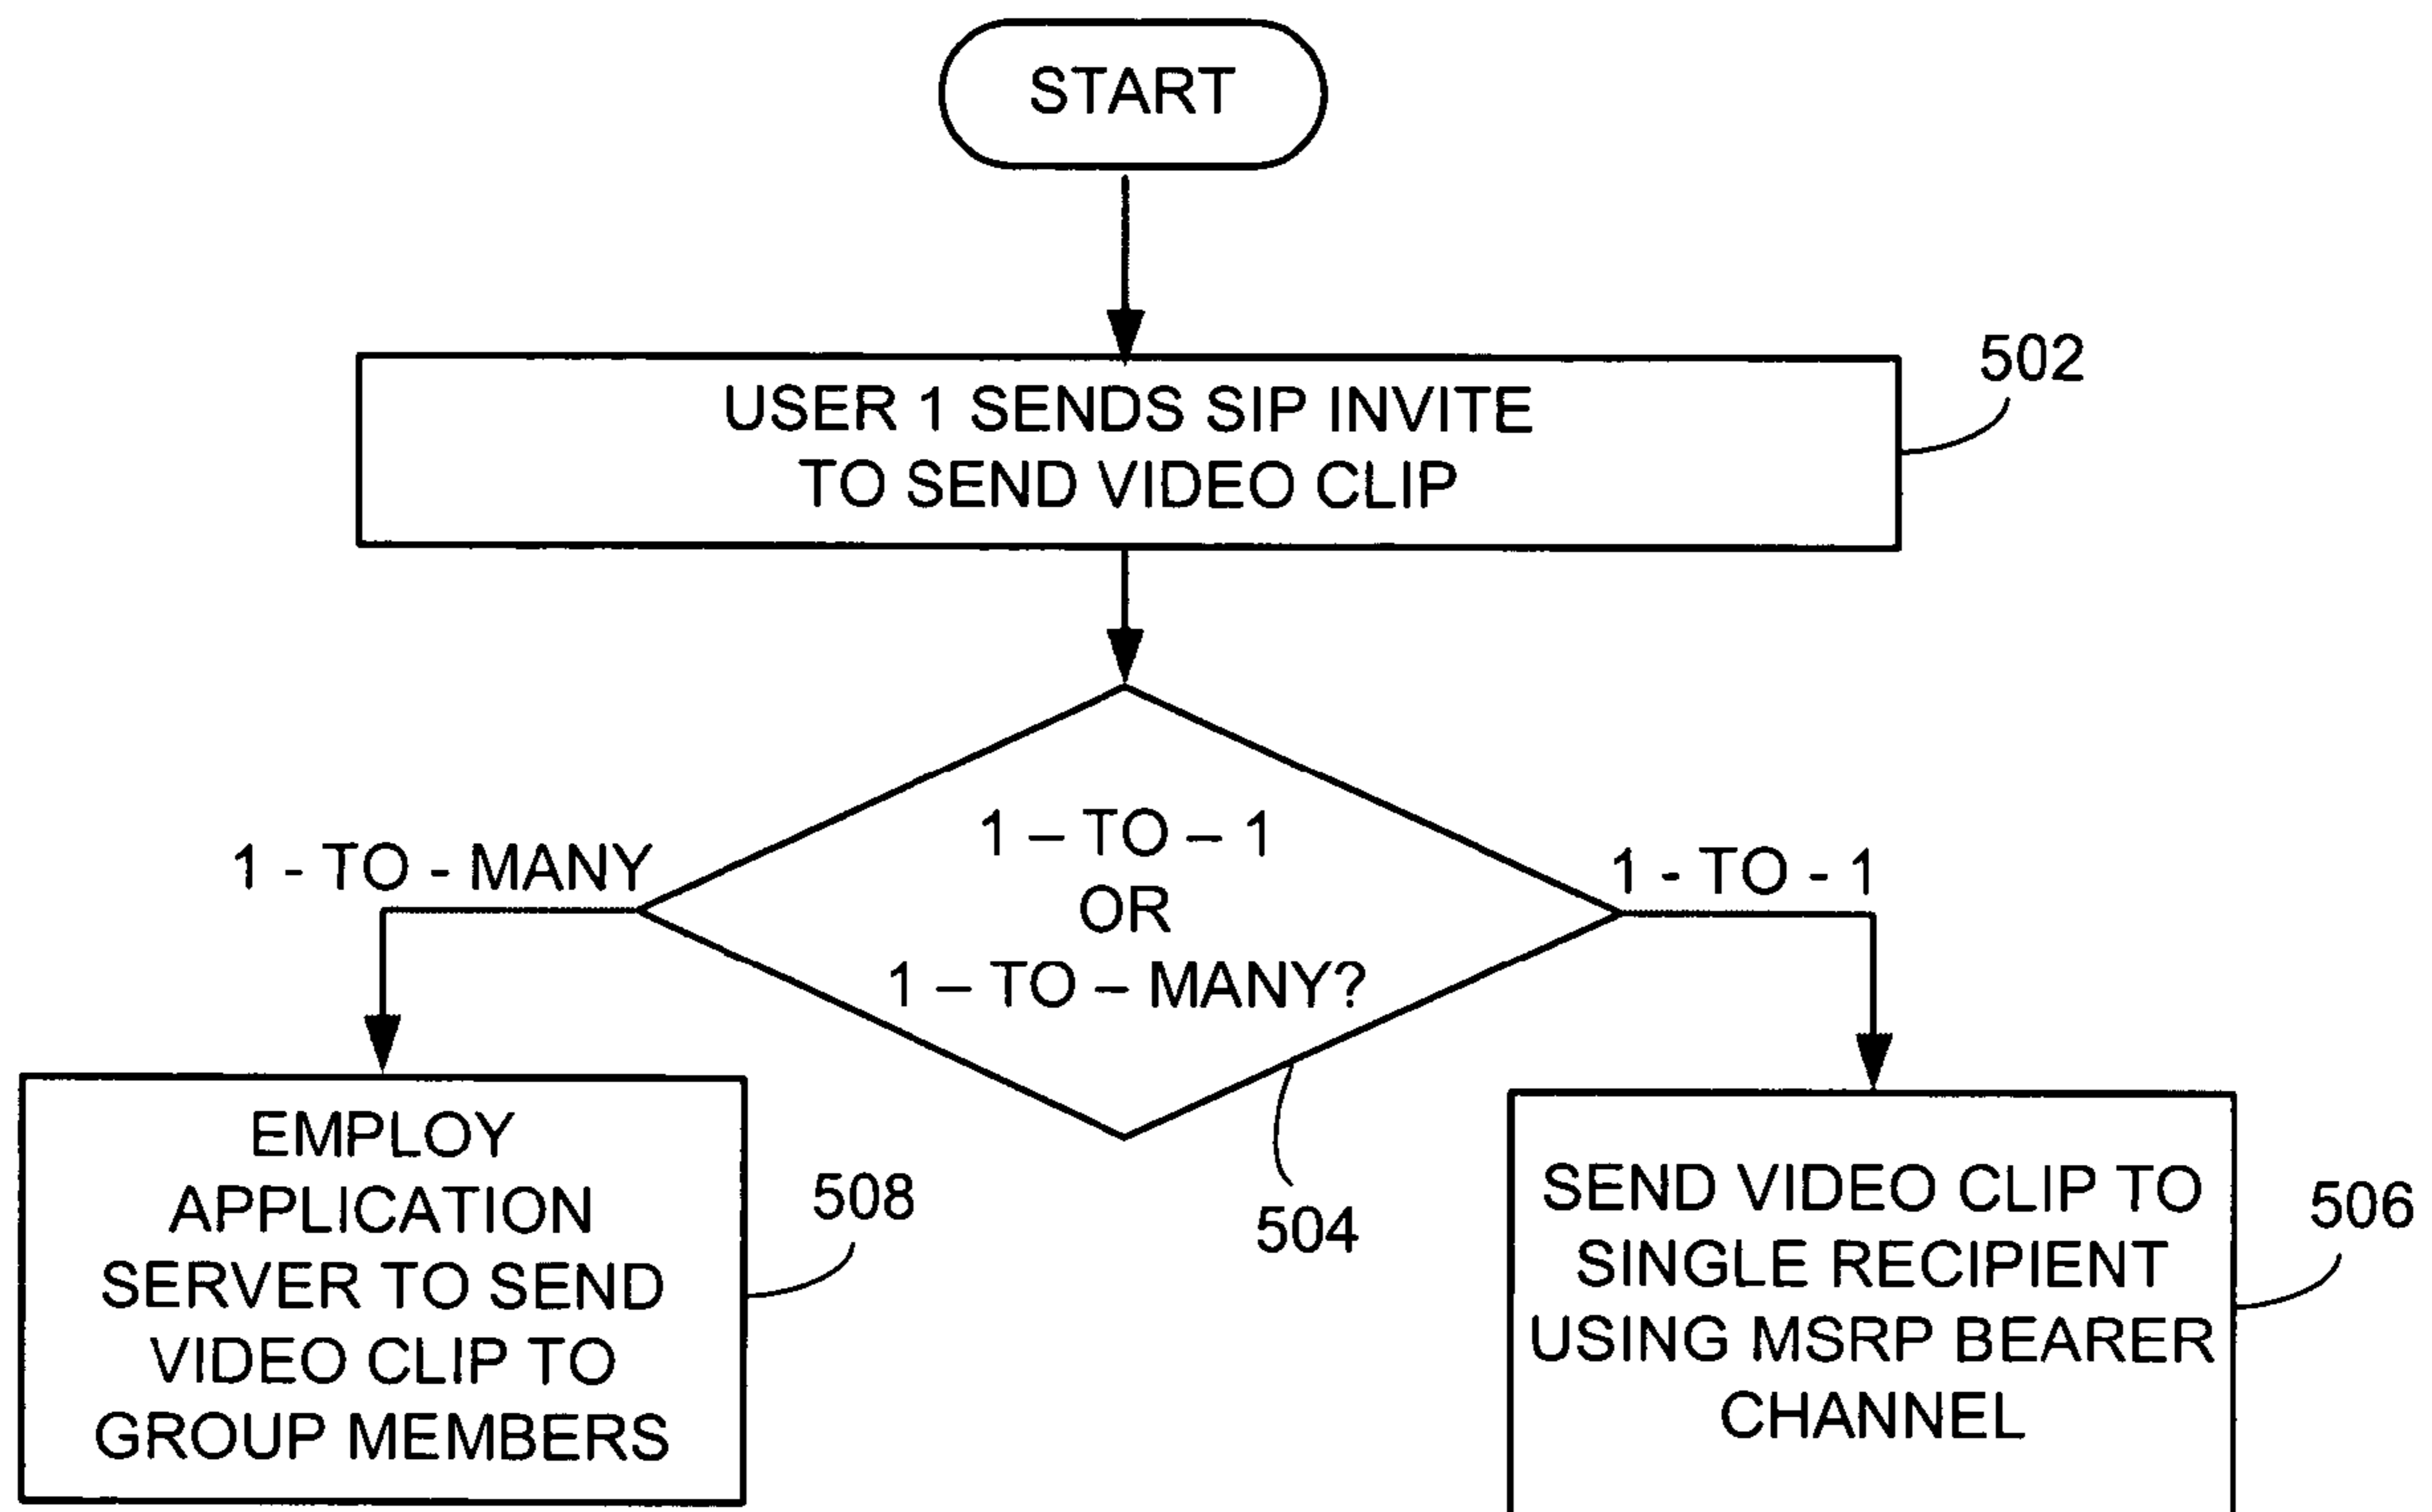 START
USER 1 SENDS SIP INVITE
TO SEND VIDEO CLIP
502
1 – TO – 1
OR
1 – TO – MANY?
504
1 - TO - MANY
1 - TO - 1
EMPLOY
APPLICATION
SERVER TO SEND
VIDEO CLIP TO
GROUP MEMBERS
508
SEND VIDEO CLIP TO
SINGLE RECIPIENT
USING MSRP BEARER
CHANNEL
506